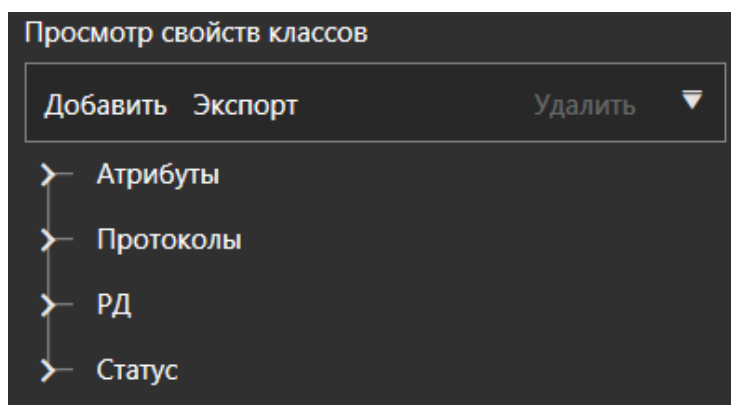 Просмотр свойств классов
Добавить Экспорт Удалить
Атрибуты
Протоколы
РД
Статус